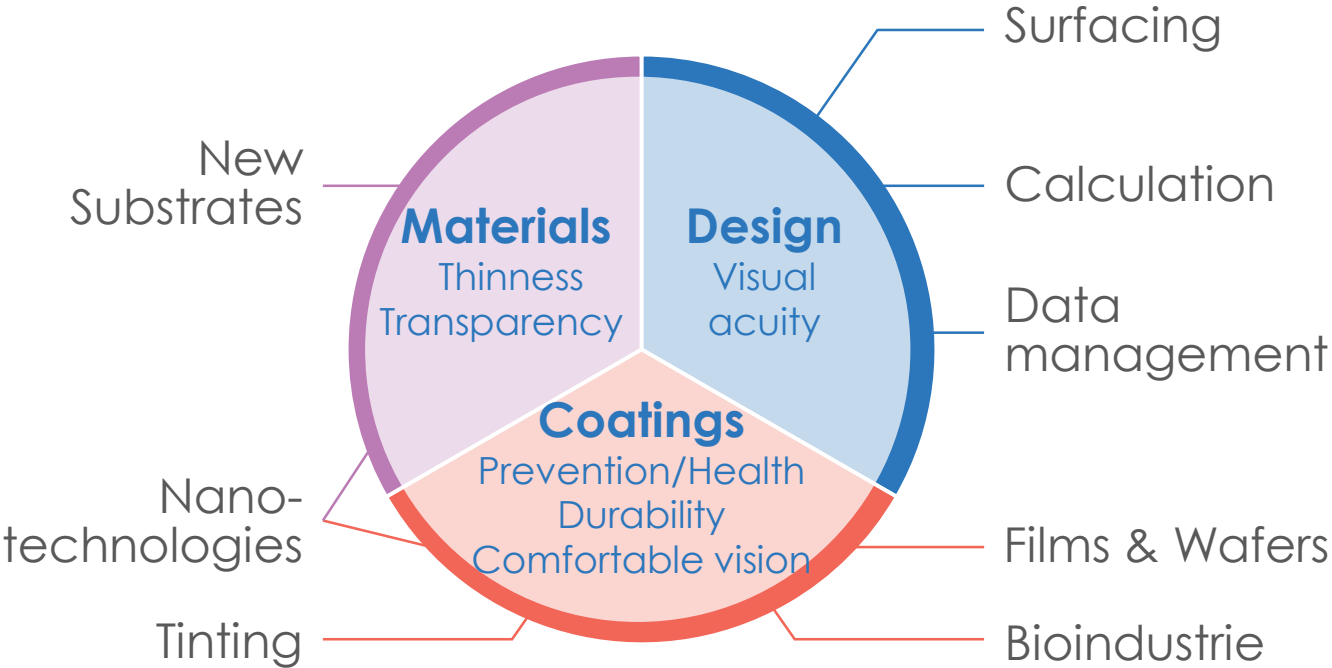 Surfacing
New
Substrates
Calculation
Materials
Thinness
Transparency
Design
Visual
acuity
Data
management
Coatings
Prevention/Health
Durability
Comfortable vision
Nano-
technologies
Films & Wafers
Tinting
Bioindustrie